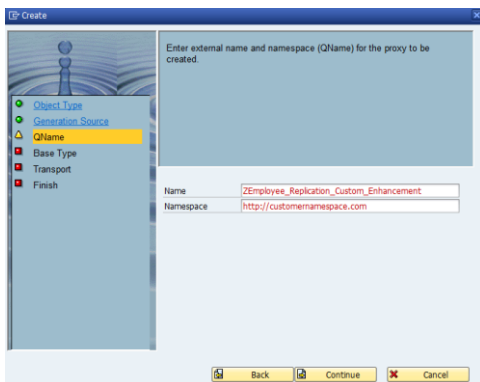 Create
Enter external name and namespace (QName) for the proxy to be
created.
Object Type
Generation Source
QName
Base Type
Transport
Finish
Name ZEmployee_Replication_Custom_Enhancement
Namespace http://customernamespace.com
Back Continue Cancel